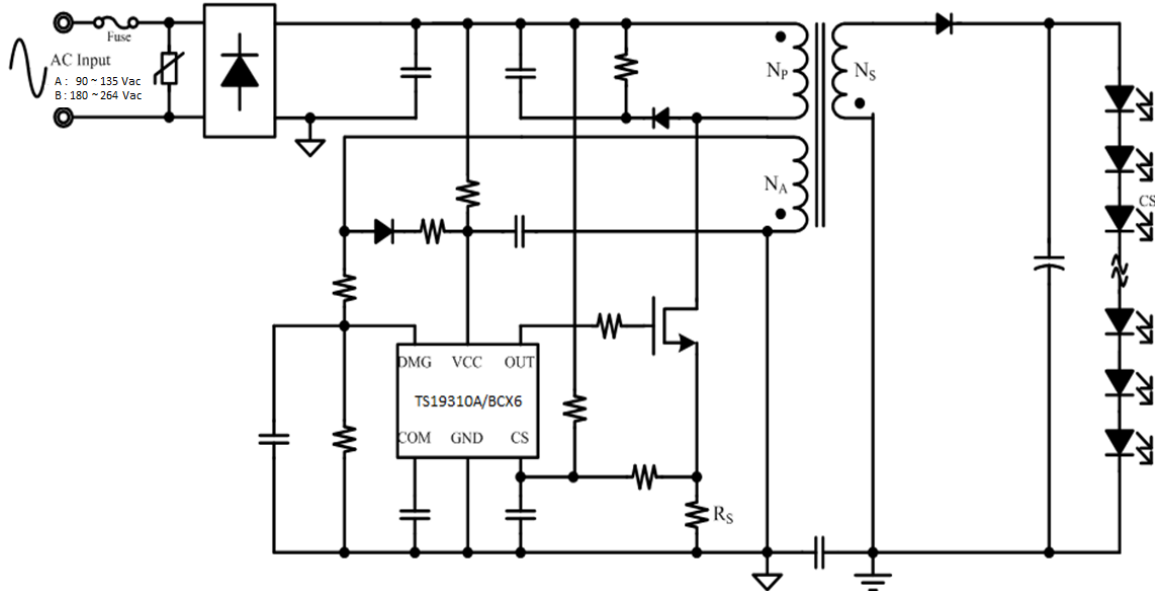 Fuse
AC Input
A : 90 ~ 135 Vac
B : 180 ~ 264 Vac
NP
NS
NA
CS
DMG VCC OUT
TS19310A/BCX6
COM GND CS
RS